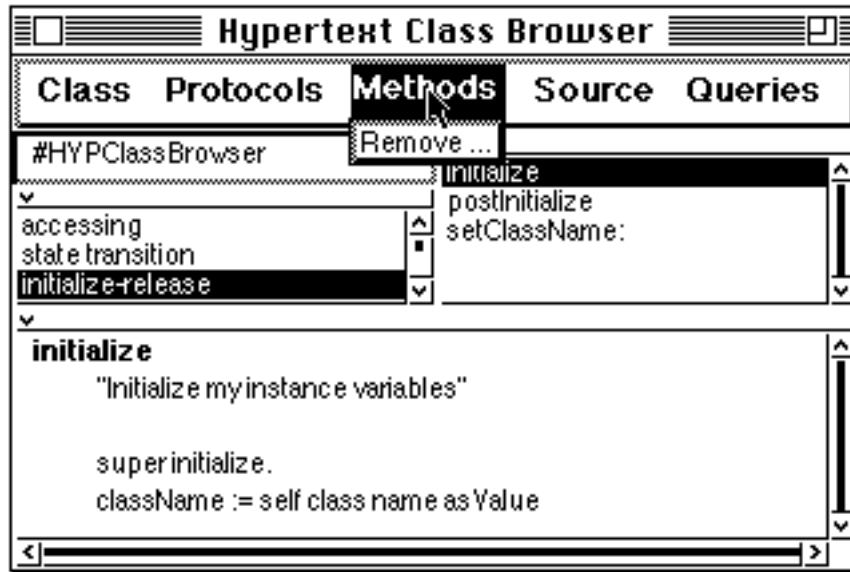 Hypertext Class Browser
Class Protocols Methods Source Queries
Remove ...
#HYPClassBrowser
initialize
postInitialize
setClassName:
accessing
state transition
initialize-release
initialize
"Initialize my instance variables"
super initialize.
className := self class name asValue